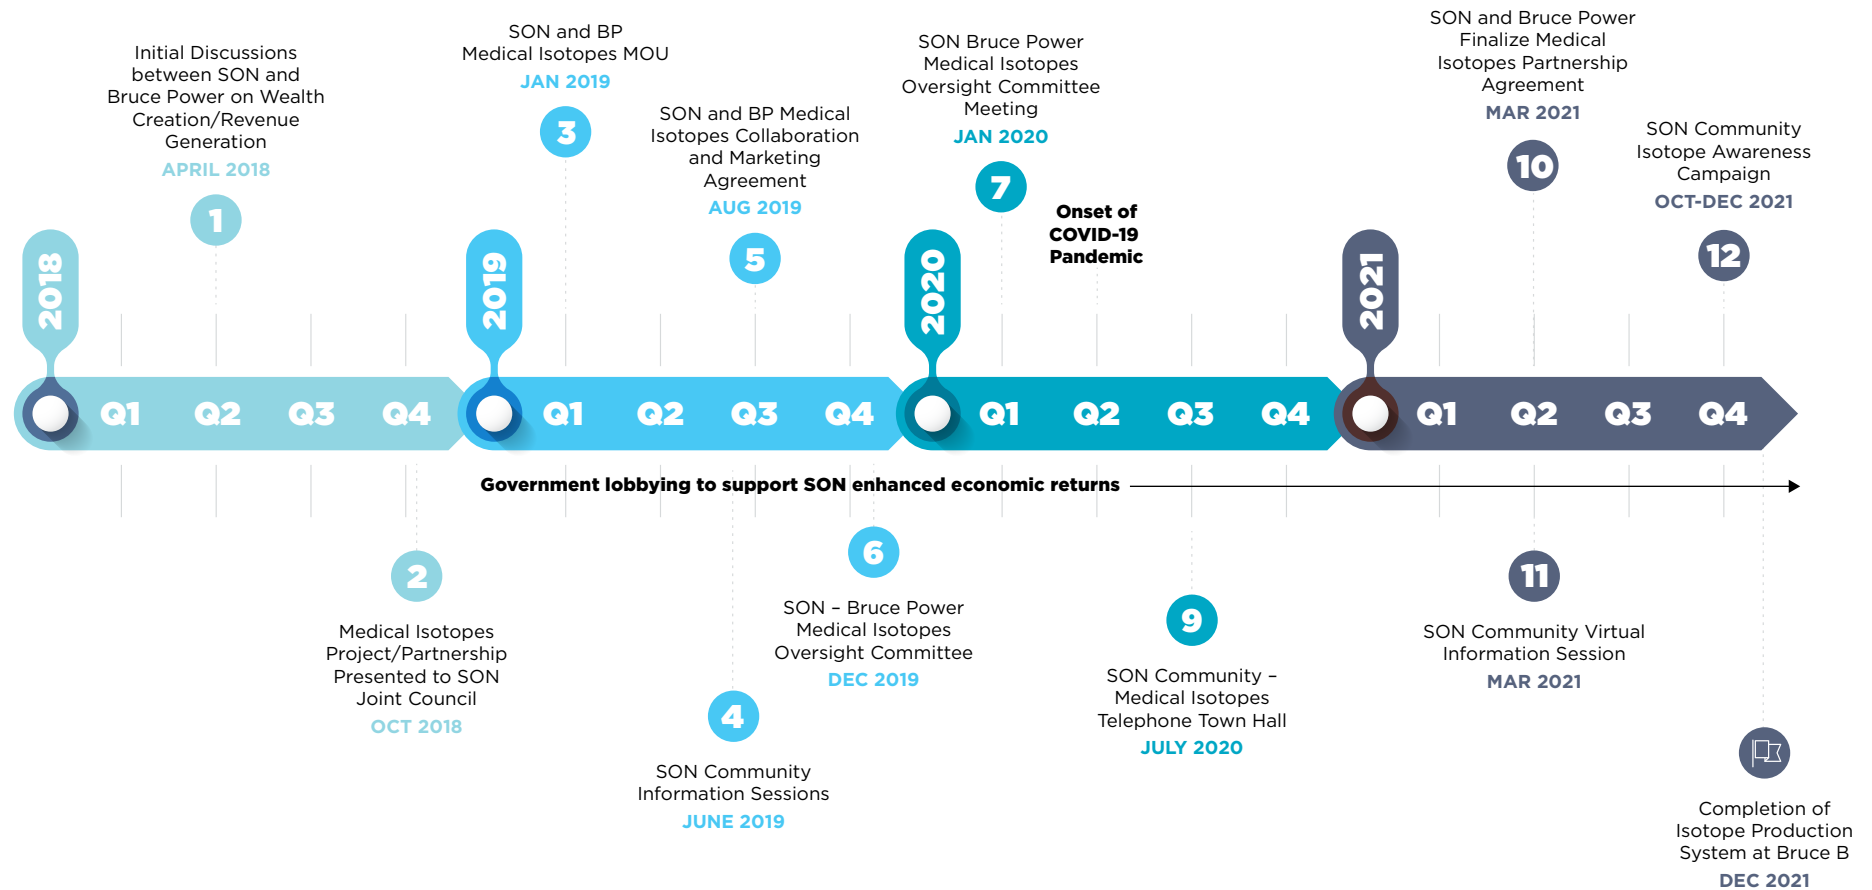 Initial Discussions
between SON and
Bruce Power on Wealth
Creation/Revenue
Generation
APRIL 2018
1
SON and BP
Medical Isotopes MOU
JAN 2019
3
SON and BP Medical
Isotopes Collaboration
and Marketing
Agreement
AUG 2019
5
SON Bruce Power
Medical Isotopes
Oversight Committee
Meeting
JAN 2020
7
Onset of
COVID-19
Pandemic
SON and Bruce Power
Finalize Medical
Isotopes Partnership
Agreement
MAR 2021
10
SON Community
Isotope Awareness
Campaign
OCT-DEC 2021
12
2018
Q1 Q2 Q3 Q4
2019
Q1 Q2 Q3 Q4
2020
Q1 Q2 Q3 Q4
2021
Q1 Q2 Q3 Q4
Government lobbying to support SON enhanced economic returns
2
Medical Isotopes
Project/Partnership
Presented to SON
Joint Council
OCT 2018
4
SON Community
Information Sessions
JUNE 2019
6
SON – Bruce Power
Medical Isotopes
Oversight Committee
DEC 2019
9
SON Community –
Medical Isotopes
Telephone Town Hall
JULY 2020
11
SON Community Virtual
Information Session
MAR 2021
Completion of
Isotope Production
System at Bruce B
DEC 2021